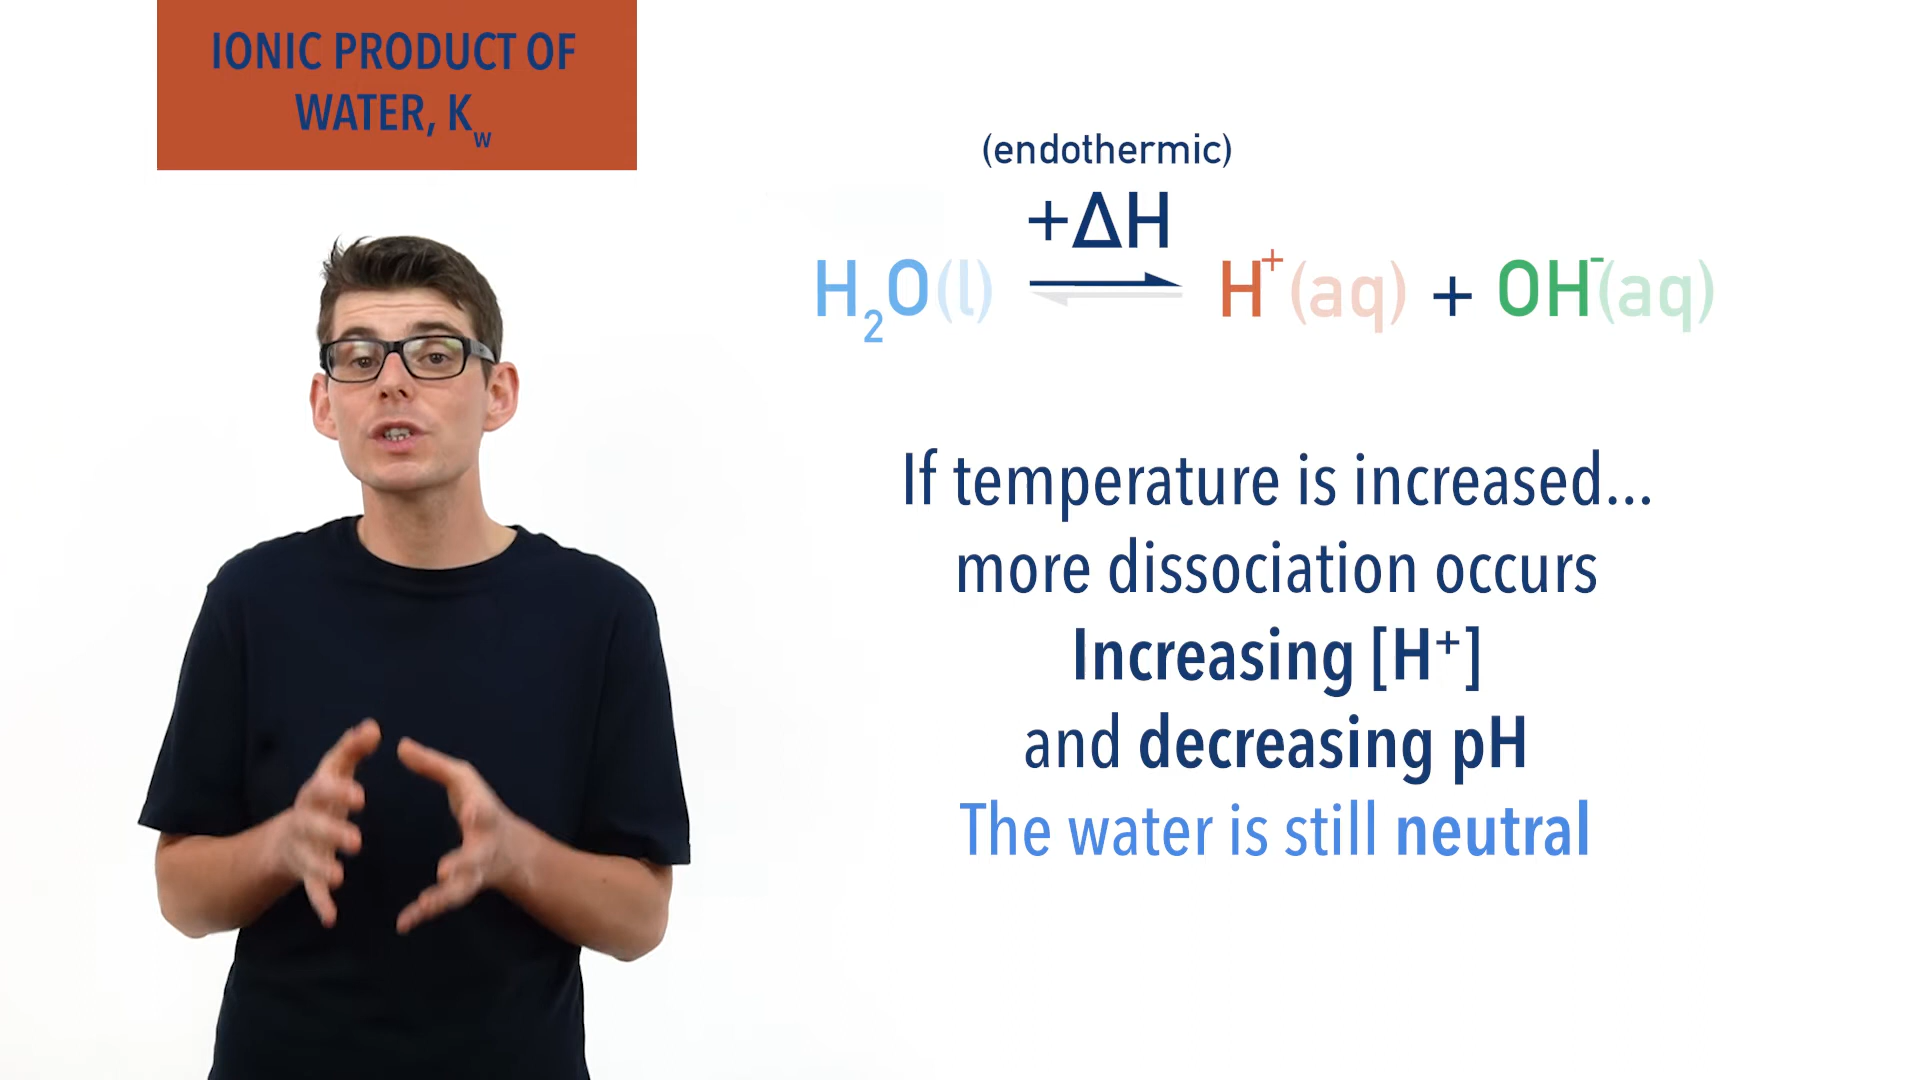 IONIC PRODUCT OF
WATER, Kw
(endothermic)
+ΔH
H₂O(l) ⇌ H⁺(aq) + OH⁻(aq)
If temperature is increased...
more dissociation occurs
Increasing [H⁺]
and decreasing pH
The water is still neutral